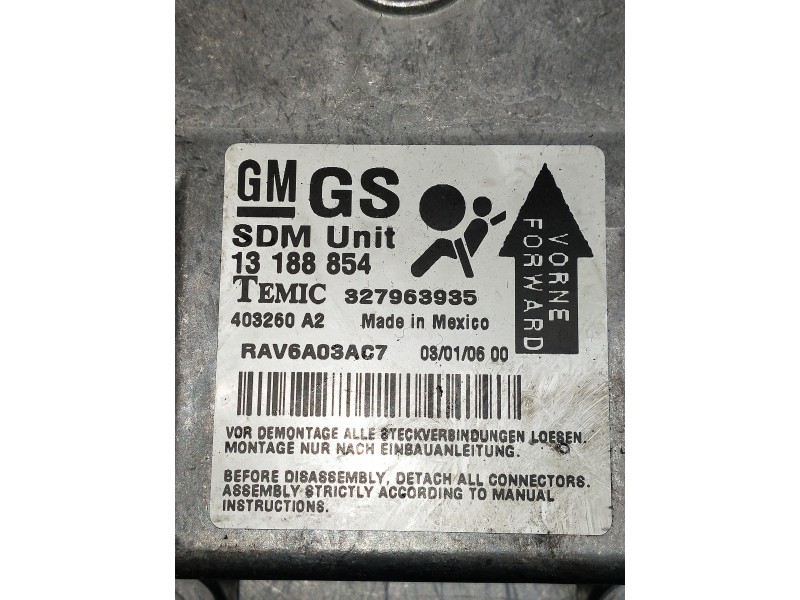 GM GS
SDM Unit
13 188 854
TEMIC 327963935
403260 A2 Made in Mexico
RAV6A03AC7 03/01/06 00
VORNE
FORWARD
VOR DEMONTAGE ALLE STECKVERBINDUNGEN LOESEN.
MONTAGE NUR NACH EINBAUANLEITUNG.
BEFORE DISASSEMBLY, DETACH ALL CONNECTORS.
ASSEMBLY STRICTLY ACCORDING TO MANUAL
INSTRUCTIONS.